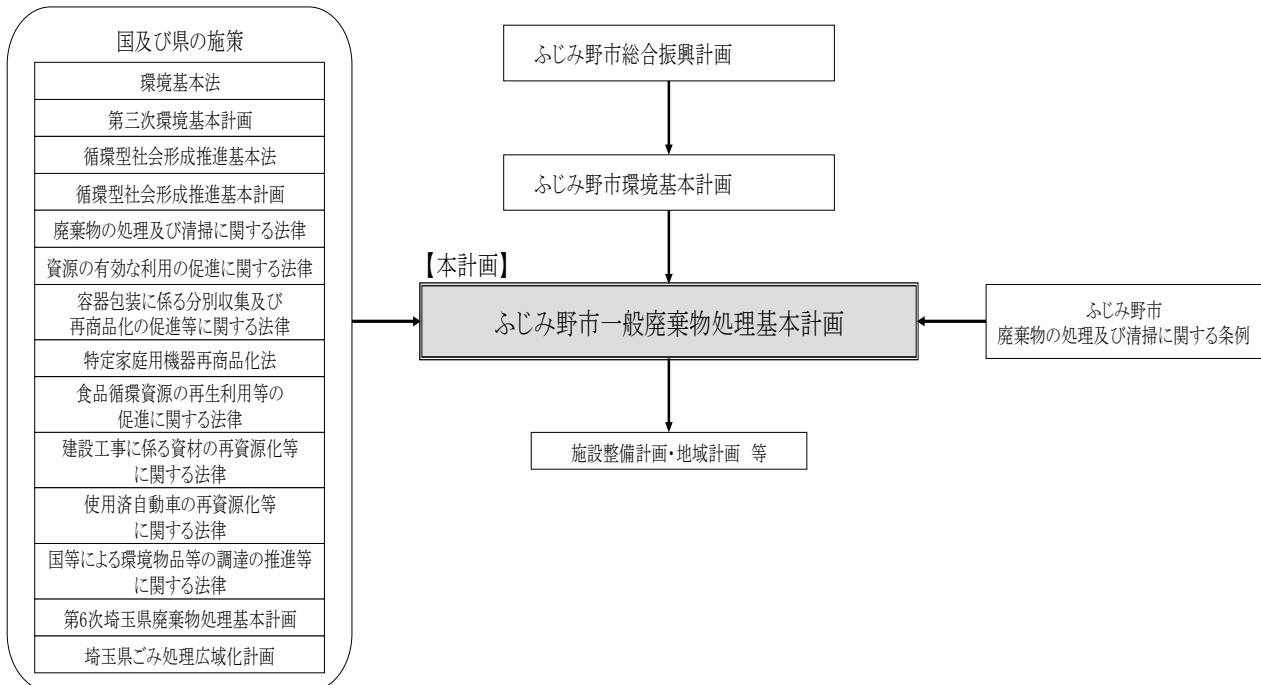 国及び県の施策
環境基本法
第三次環境基本計画
循環型社会形成推進基本法
循環型社会形成推進基本計画
廃棄物の処理及び清掃に関する法律
資源の有効な利用の促進に関する法律
容器包装に係る分別収集及び
再商品化の促進等に関する法律
特定家庭用機器再商品化法
食品循環資源の再生利用等の
促進に関する法律
建設工事に係る資材の再資源化等
に関する法律
使用済自動車の再資源化等
に関する法律
国等による環境物品等の調達の推進等
に関する法律
第6次埼玉県廃棄物処理基本計画
埼玉県ごみ処理広域化計画
ふじみ野市総合振興計画
ふじみ野市環境基本計画
【本計画】
ふじみ野市一般廃棄物処理基本計画
施設整備計画・地域計画 等
ふじみ野市
廃棄物の処理及び清掃に関する条例